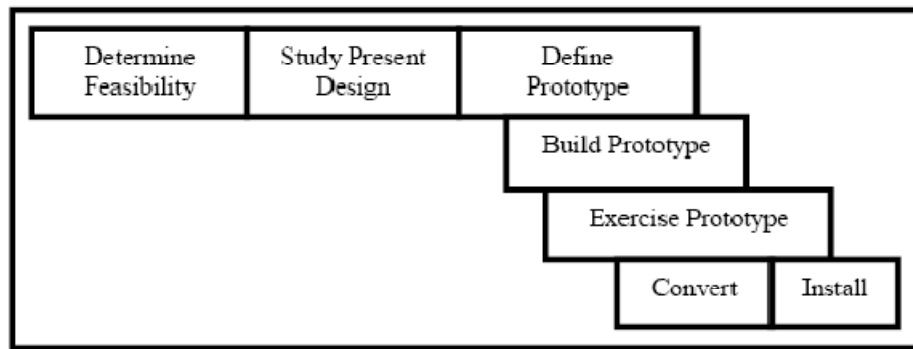 Determine
Feasibility
Study Present
Design
Define
Prototype
Build Prototype
Exercise Prototype
Convert
Install